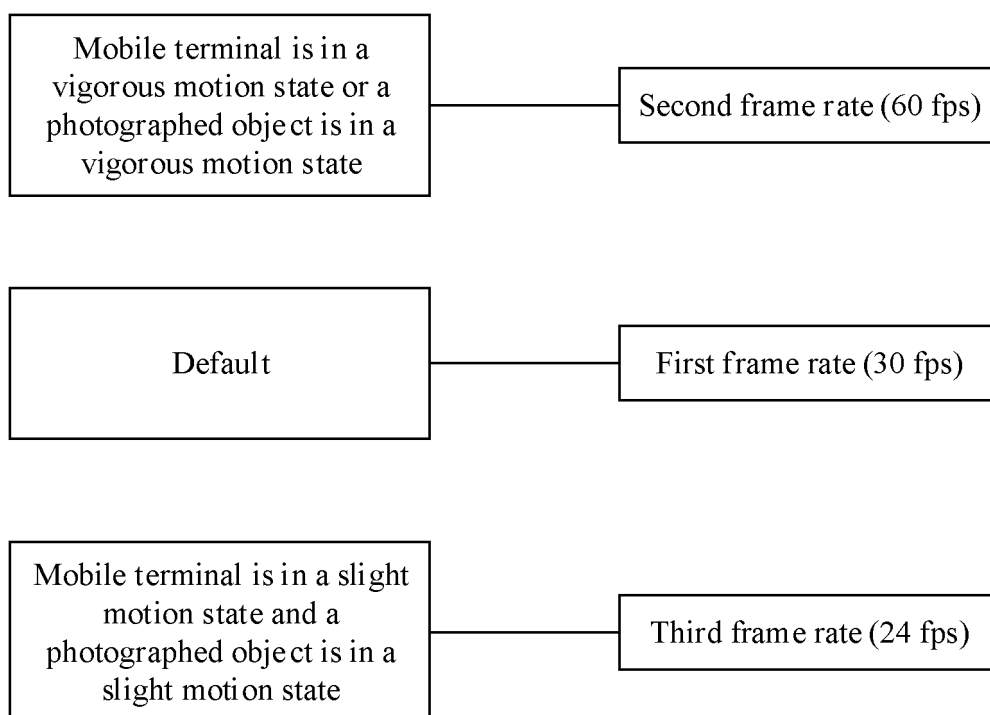 Mobile terminal is in a
vigorous motion state or a
photographed object is in a
vigorous motion state
Second frame rate (60 fps)
Default
First frame rate (30 fps)
Mobile terminal is in a slight
motion state and a
photographed object is in a
slight motion state
Third frame rate (24 fps)